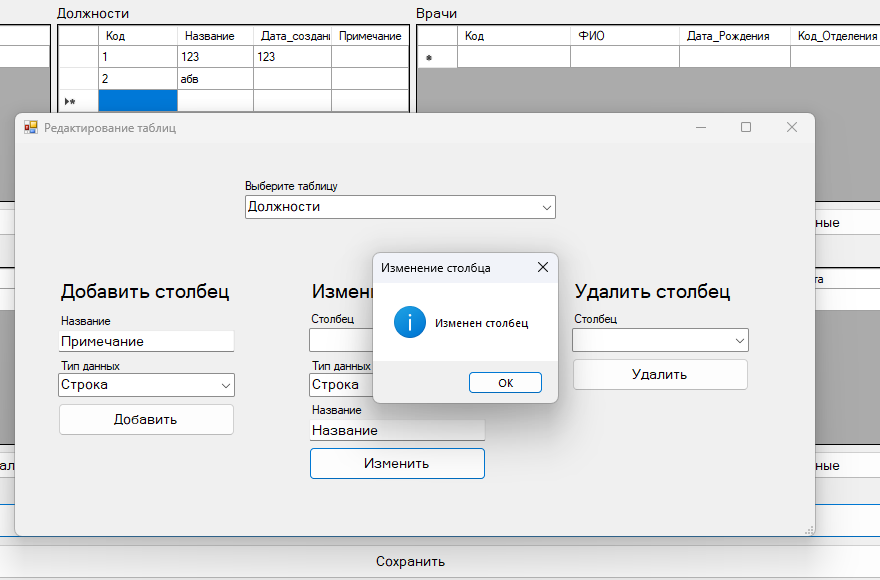 Должности
Врачи
Код Название Дата_создан Примечание
Код ФИО Дата_Рождения Код_Отделения
1 123 123
2 абв
Редактирование таблиц
Выберите таблицу
Должности
ные
Изменение столбца
Изменен столбец
OK
Добавить столбец
Название
Примечание
Тип данных
Строка
Добавить
Измен
Столбец
Тип данных
Строка
Название
Название
Изменить
Удалить столбец
Столбец
Удалить
та
ал
ные
Сохранить